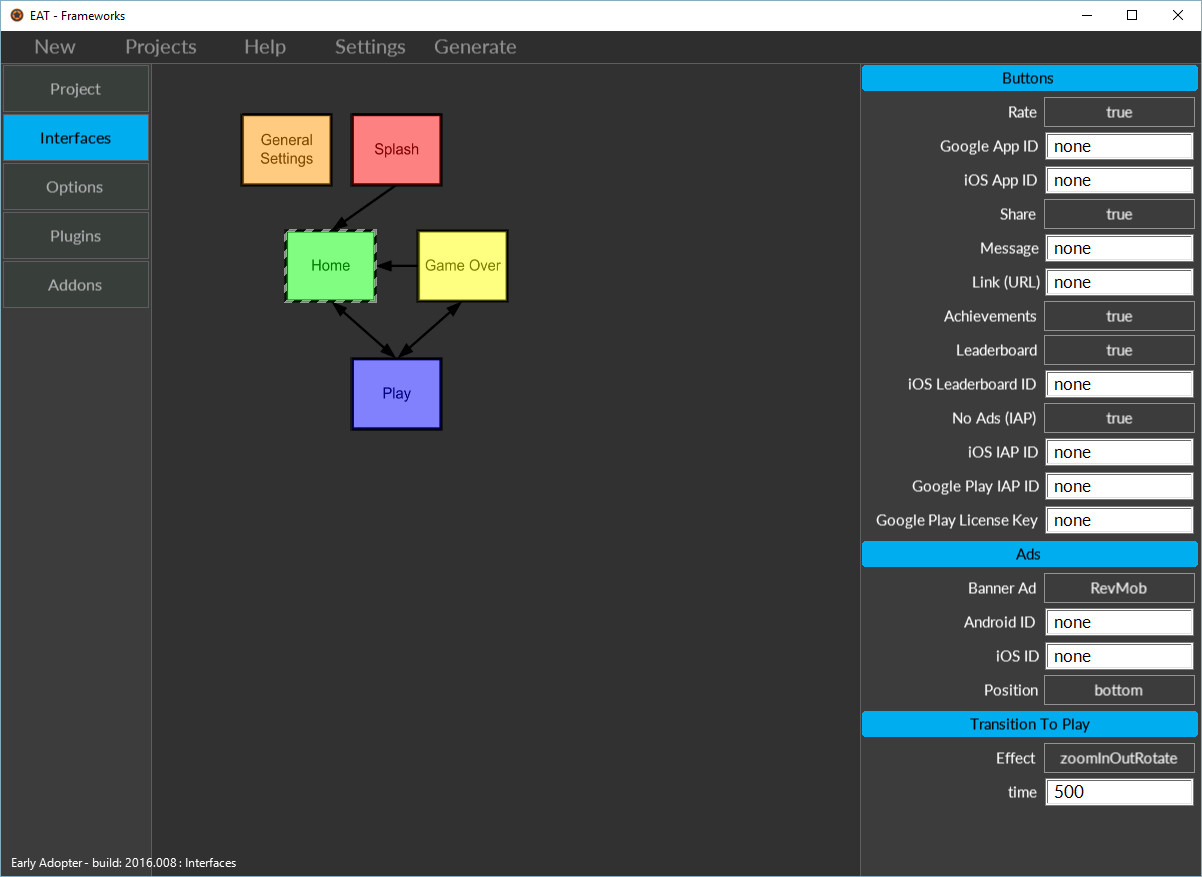 EAT - Frameworks
New Projects Help Settings Generate
Project
Interfaces
Options
Plugins
Addons
General
Settings
Splash
Home
Game Over
Play
Buttons
Rate true
Google App ID none
iOS App ID none
Share true
Message none
Link (URL) none
Achievements true
Leaderboard true
iOS Leaderboard ID none
No Ads (IAP) true
iOS IAP ID none
Google Play IAP ID none
Google Play License Key none
Ads
Banner Ad RevMob
Android ID none
iOS ID none
Position bottom
Transition To Play
Effect zoomInOutRotate
time 500
Early Adopter - build: 2016.008 : Interfaces